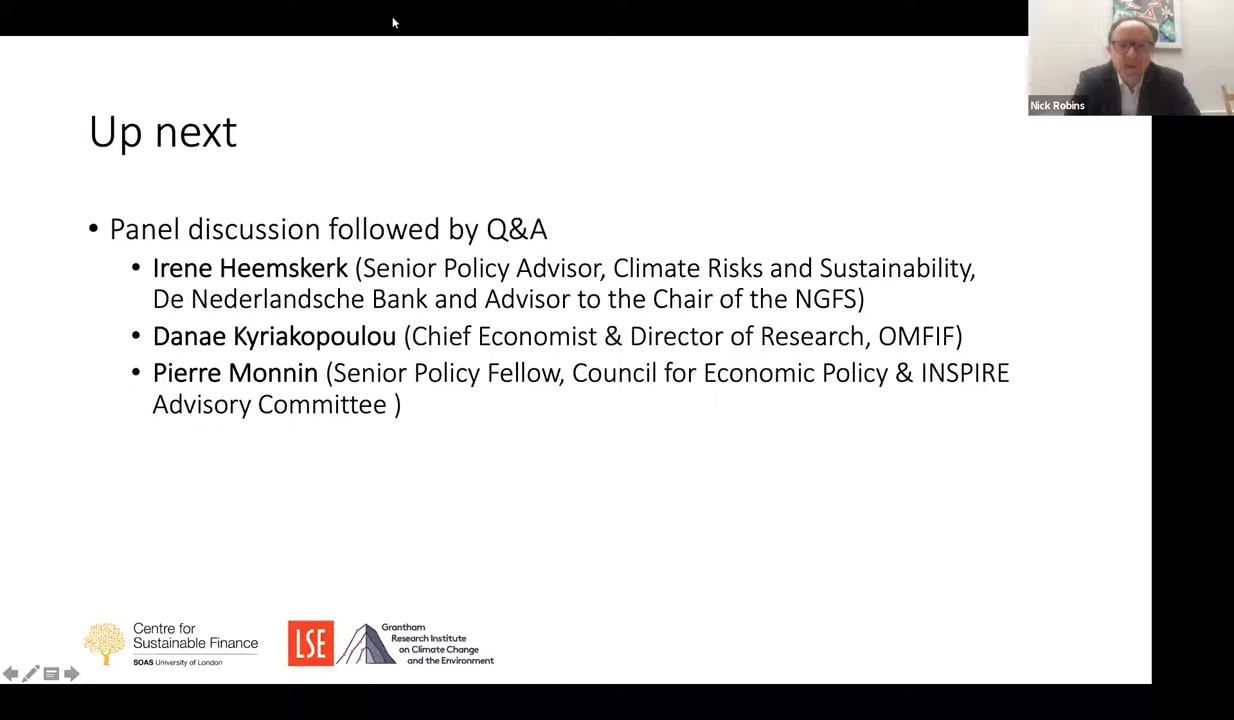 Nick Robins
Up next
• Panel discussion followed by Q&A
• Irene Heemskerk (Senior Policy Advisor, Climate Risks and Sustainability,
De Nederlandsche Bank and Advisor to the Chair of the NGFS)
• Danae Kyriakopoulou (Chief Economist & Director of Research, OMFIF)
• Pierre Monnin (Senior Policy Fellow, Council for Economic Policy & INSPIRE
Advisory Committee )
Centre for
Sustainable Finance
SOAS University of London
LSE
Grantham
Research Institute
on Climate Change
and the Environment